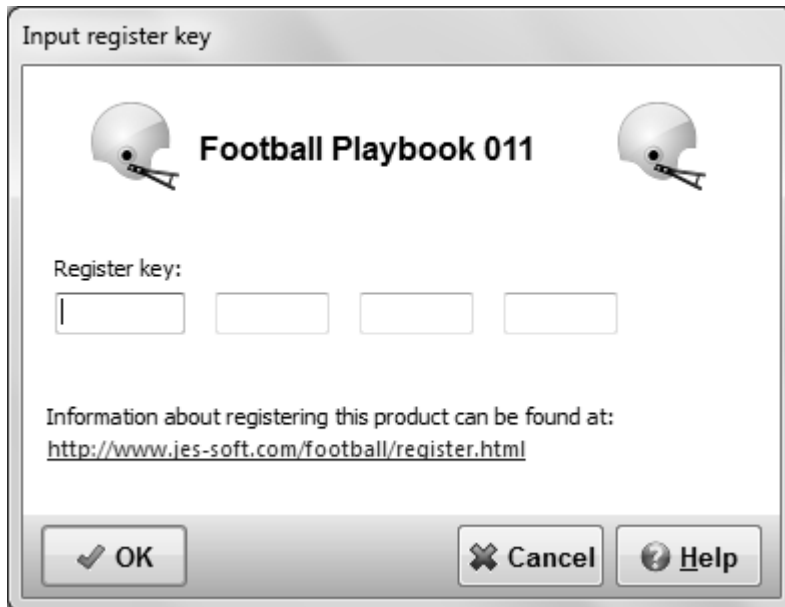 Input register key
Football Playbook 011
Register key:
Information about registering this product can be found at:
http://www.jes-soft.com/football/register.html
OK Cancel Help